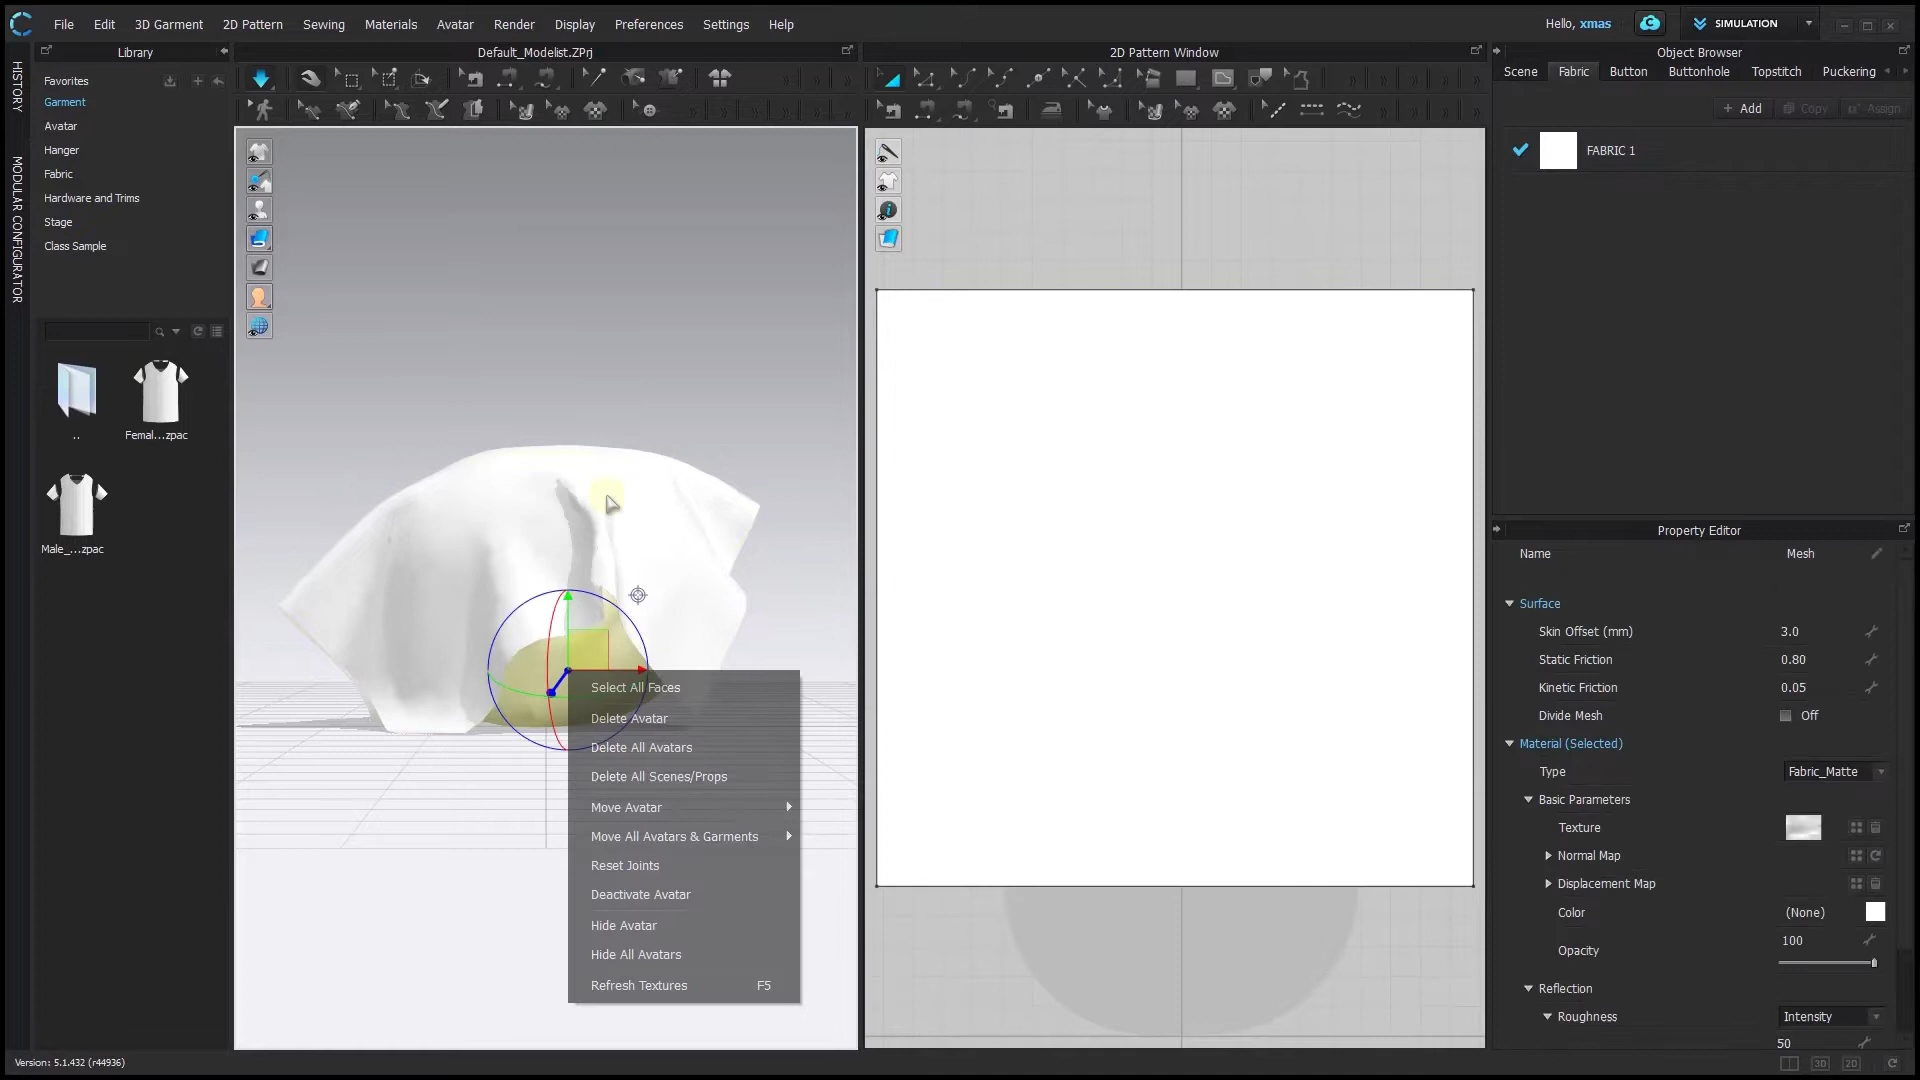 File Edit 3D Garment 2D Pattern Sewing Materials Avatar Render Display Preferences Settings Help
Hello, xmas
SIMULATION
Library
Default_Modelist.ZPrj
2D Pattern Window
Object Browser
HISTORY
MODULAR CONFIGURATOR
Favorites
Garment
Avatar
Hanger
Fabric
Hardware and Trims
Stage
Class Sample
..
Femal...zpac
Male_...zpac
Scene Fabric Button Buttonhole Topstitch Puckering
+ Add Copy Assign
FABRIC 1
Select All Faces
Delete Avatar
Delete All Avatars
Delete All Scenes/Props
Move Avatar
Move All Avatars & Garments
Reset Joints
Deactivate Avatar
Hide Avatar
Hide All Avatars
Refresh Textures F5
Property Editor
Name Mesh
Surface
Skin Offset (mm) 3.0
Static Friction 0.80
Kinetic Friction 0.05
Divide Mesh Off
Material (Selected)
Type Fabric_Matte
Basic Parameters
Texture
Normal Map
Displacement Map
Color (None)
Opacity 100
Reflection
Roughness Intensity
50
Version: 5.1.432 (r44936)
3D 2D